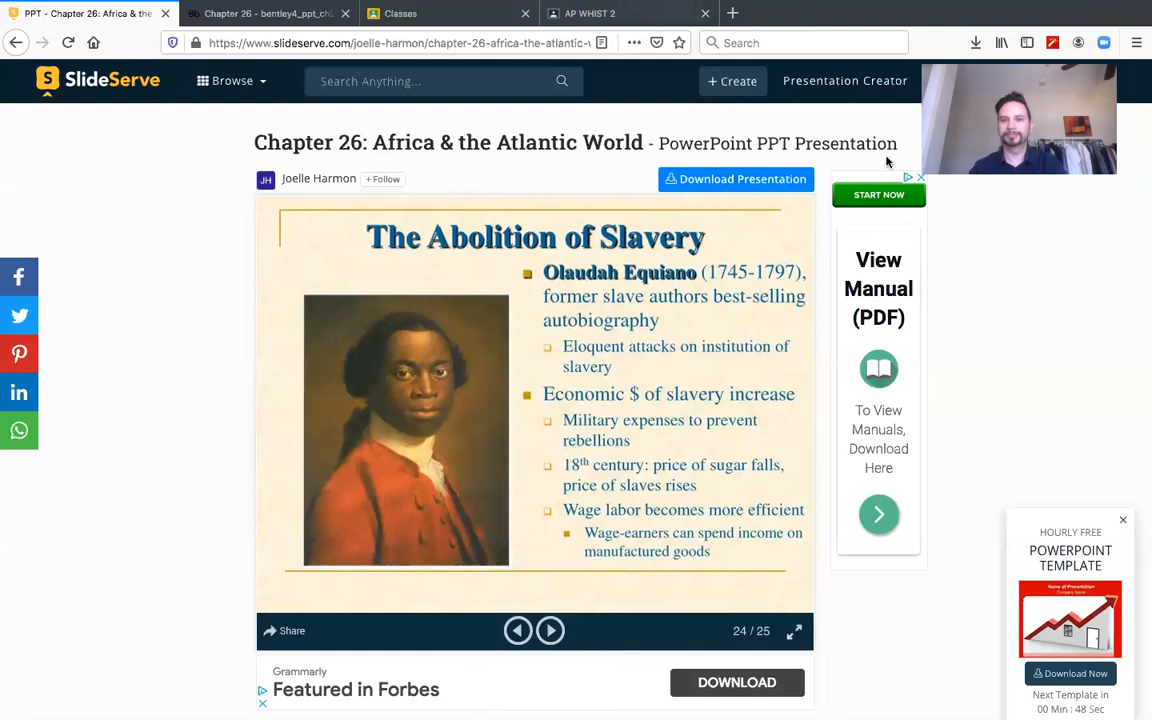 PPT - Chapter 26: Africa & the
Chapter 26 - bentley4_ppt_ch2
Classes
AP WHIST 2
https://www.slideserve.com/joelle-harmon/chapter-26-africa-the-atlantic-
Search
SlideServe
Browse
Search Anything...
+ Create
Presentation Creator
Chapter 26: Africa & the Atlantic World - PowerPoint PPT Presentation
JH
Joelle Harmon
+ Follow
Download Presentation
The Abolition of Slavery
Olaudah Equiano (1745-1797),
former slave authors best-selling
autobiography
Eloquent attacks on institution of
slavery
Economic $ of slavery increase
Military expenses to prevent
rebellions
18th century: price of sugar falls,
price of slaves rises
Wage labor becomes more efficient
Wage-earners can spend income on
manufactured goods
Share
24 / 25
START NOW
View
Manual
(PDF)
To View
Manuals,
Download
Here
Grammarly
Featured in Forbes
DOWNLOAD
HOURLY FREE
POWERPOINT
TEMPLATE
Name of Presentation
Download Now
Next Template in
00 Min : 48 Sec